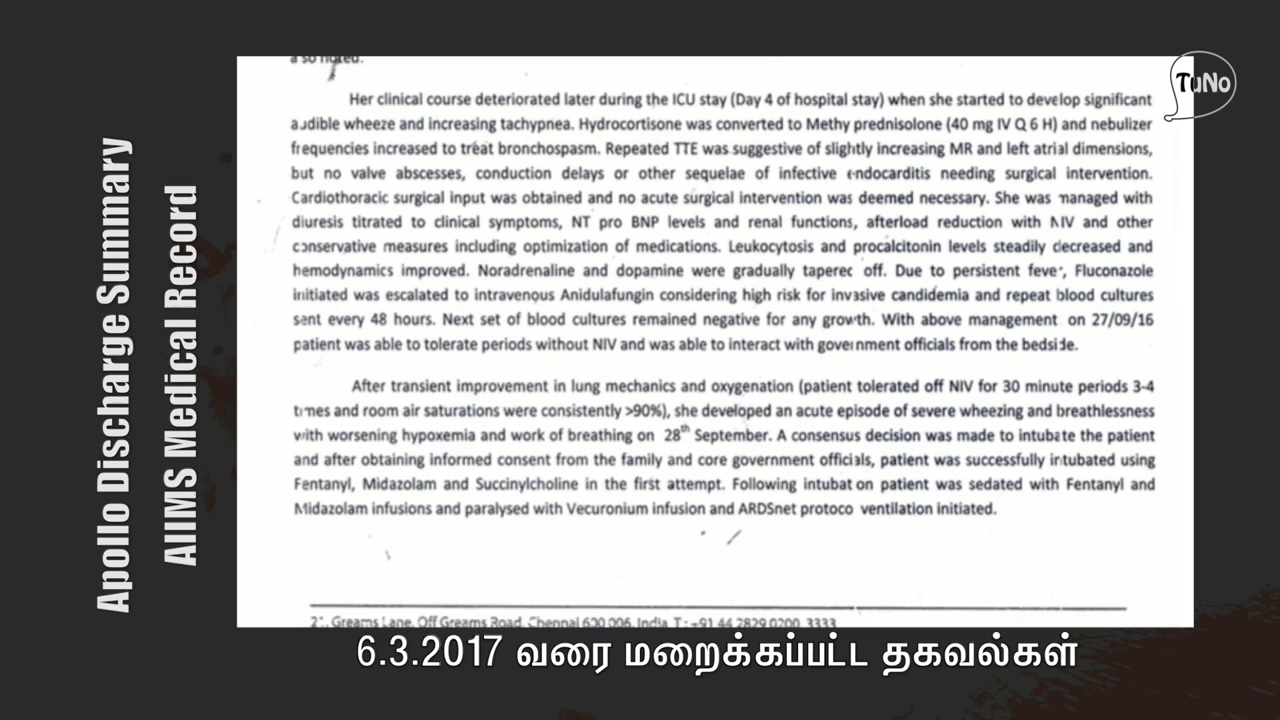 Apollo Discharge Summary
AIIMS Medical Record
TuNo
Her clinical course deteriorated later during the ICU stay (Day 4 of hospital stay) when she started to develop significant
audible wheeze and increasing tachypnea. Hydrocortisone was converted to Methy prednisolone (40 mg IV Q 6 H) and nebulizer
frequencies increased to treat bronchospasm. Repeated TTE was suggestive of slightly increasing MR and left atrial dimensions,
but no valve abscesses, conduction delays or other sequelae of infective endocarditis needing surgical intervention.
Cardiothoracic surgical input was obtained and no acute surgical intervention was deemed necessary. She was managed with
diuresis titrated to clinical symptoms, NT pro BNP levels and renal functions, afterload reduction with NIV and other
conservative measures including optimization of medications. Leukocytosis and procalcitonin levels steadily decreased and
hemodynamics improved. Noradrenaline and dopamine were gradually tapered off. Due to persistent fever, Fluconazole
initiated was escalated to intravenous Anidulafungin considering high risk for invasive candidemia and repeat blood cultures
sent every 48 hours. Next set of blood cultures remained negative for any growth. With above management on 27/09/16
patient was able to tolerate periods without NIV and was able to interact with government officials from the bedside.
After transient improvement in lung mechanics and oxygenation (patient tolerated off NIV for 30 minute periods 3-4
times and room air saturations were consistently >90%), she developed an acute episode of severe wheezing and breathlessness
with worsening hypoxemia and work of breathing on 28th September. A consensus decision was made to intubate the patient
and after obtaining informed consent from the family and core government officials, patient was successfully intubated using
Fentanyl, Midazolam and Succinylcholine in the first attempt. Following intubat on patient was sedated with Fentanyl and
Midazolam infusions and paralysed with Vecuronium infusion and ARDSnet protoco ventilation initiated.
Greams Lane, Off Greams Road, Chennai 600 006, India T : +91 44 2829 0200, 3333
6.3.2017 வரை மறைக்கப்பட்ட தகவல்கள்